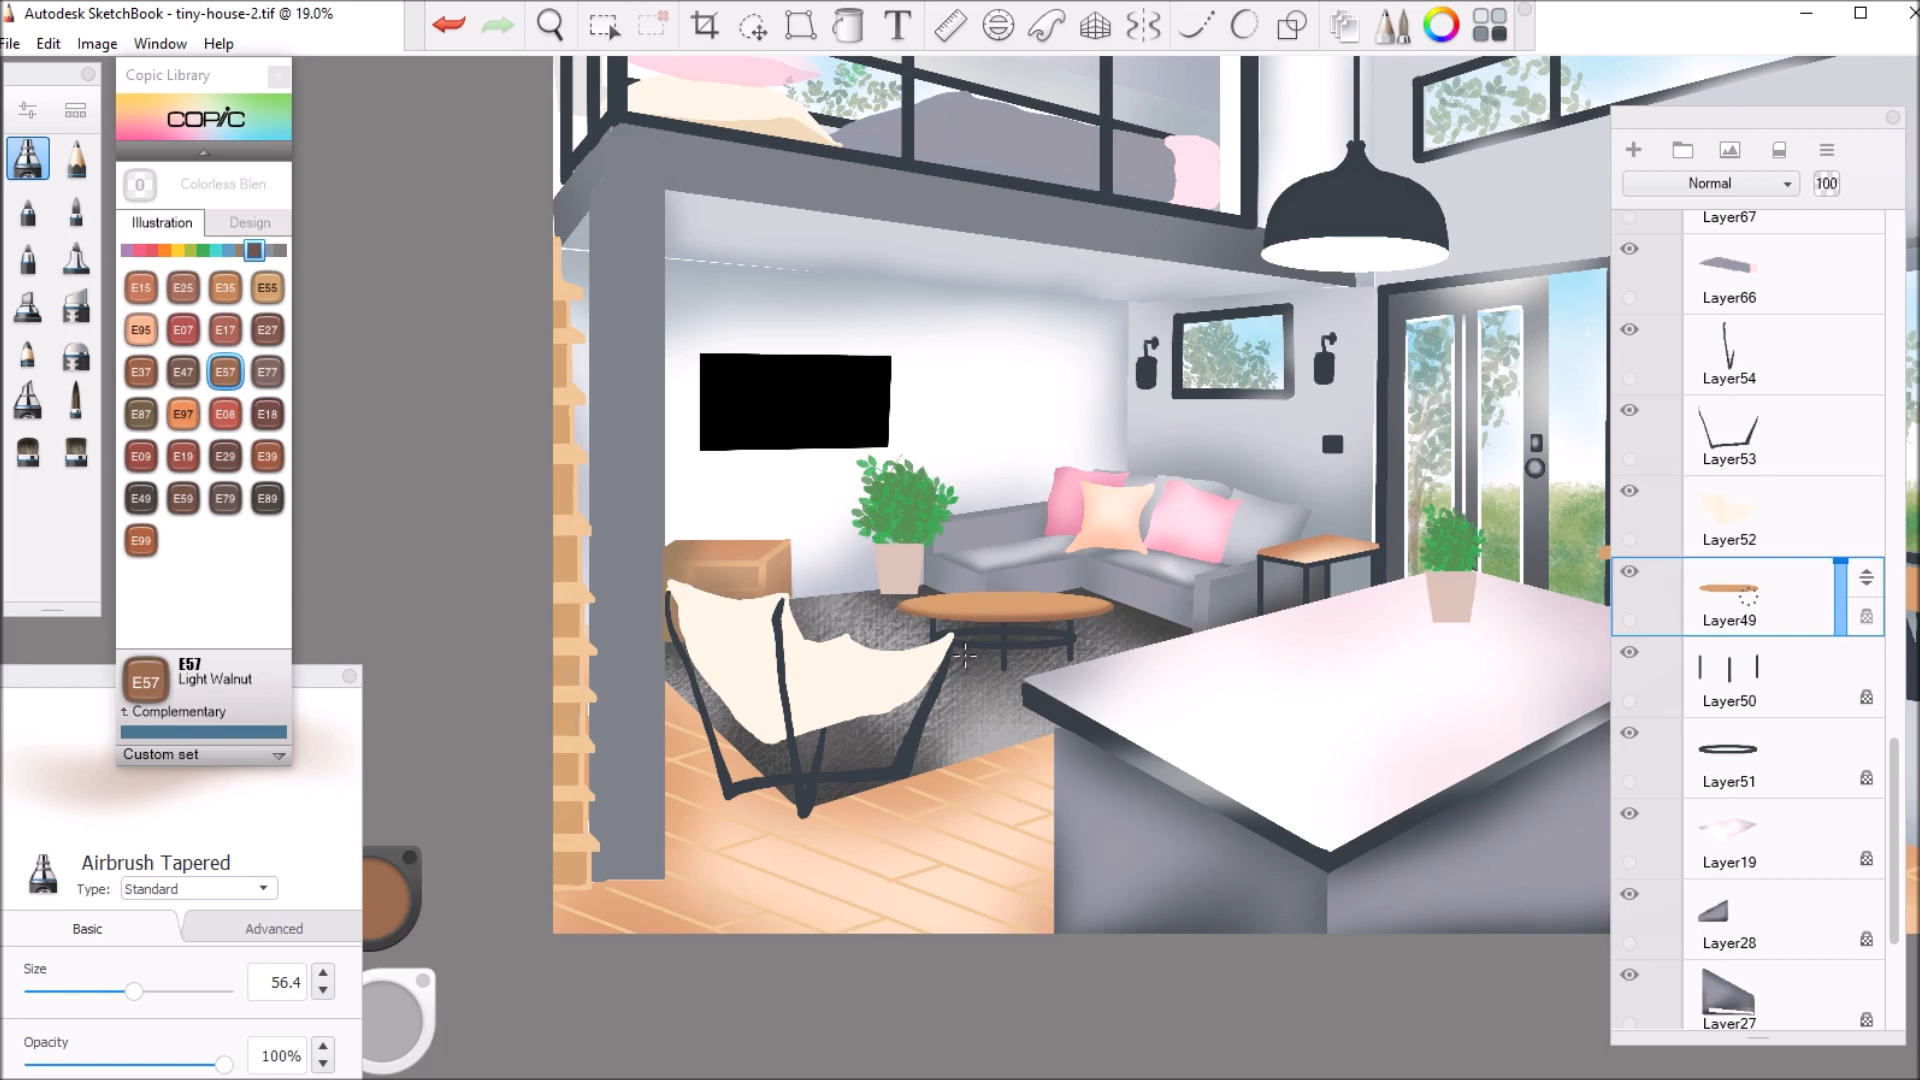 Autodesk SketchBook - tiny-house-2.tif @ 19.0%
File Edit Image Window Help
Copic Library
COPIC
0 Colorless Blen..
Illustration Design
E15 E25 E35 E55
E95 E07 E17 E27
E37 E47 E57 E77
E87 E97 E08 E18
E09 E19 E29 E39
E49 E59 E79 E89
E99
E57
E57
Light Walnut
Complementary
Custom set
Airbrush Tapered
Type: Standard
Basic Advanced
Size
56.4
Opacity
100%
T
Normal 100
Layer67
Layer66
Layer54
Layer53
Layer52
Layer49
Layer50
Layer51
Layer19
Layer28
Layer27